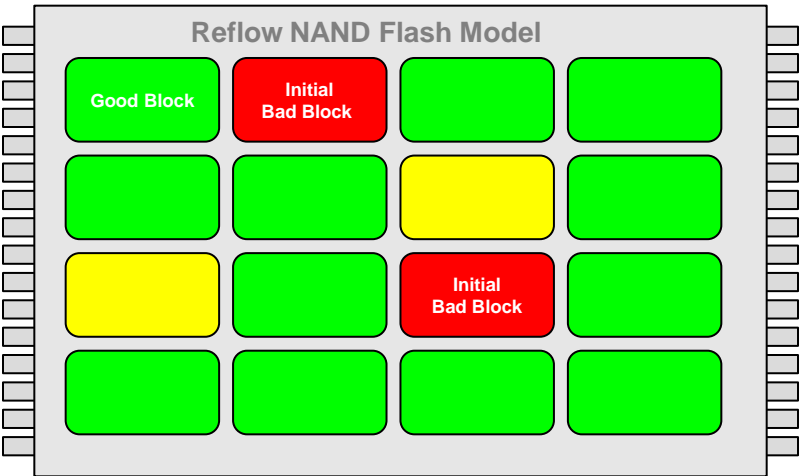 Reflow NAND Flash Model
Good Block
Initial
Bad Block
Initial
Bad Block